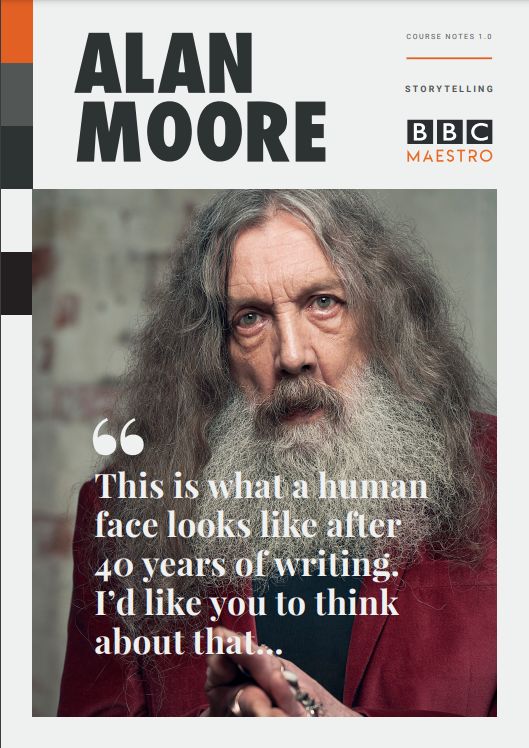 ALAN
MOORE
COURSE NOTES 1.0
STORYTELLING
BBC
MAESTRO
“
This is what a human
face looks like after
40 years of writing.
I’d like you to think
about that...